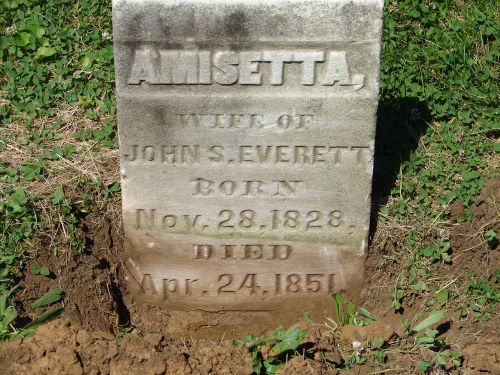 AMISETTA,
WIFE OF
JOHN S. EVERETT
BORN
Nov. 28, 1828,
DIED
Apr. 24, 1851.